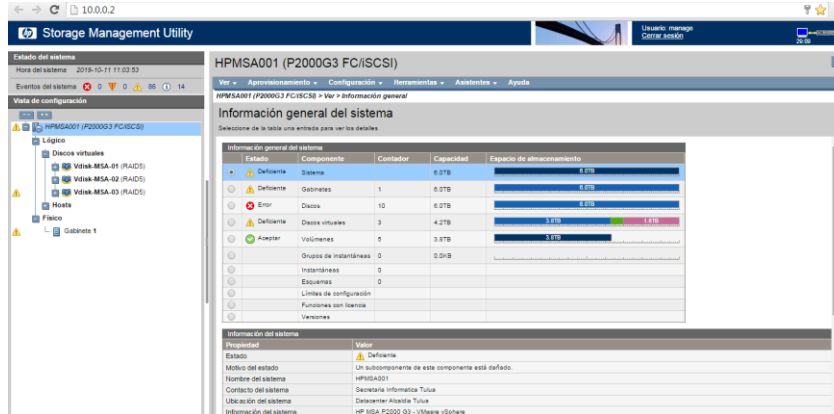 10.0.0.2
hp Storage Management Utility
Usuario: manage
Cerrar sesión
Estado del sistema
Hora del sistema 2019-10-11 11:03:53
Eventos del sistema 0 0 66 14
Vista de configuración
HPMSA001 (P2000G3 FC/iSCSI)
Lógico
Discos virtuales
Vdisk-MSA-01 (RAID5)
Vdisk-MSA-02 (RAID5)
Vdisk-MSA-03 (RAID5)
Hosts
Físico
Gabinete 1
HPMSA001 (P2000G3 FC/iSCSI)
Ver Aprovisionamiento Configuración Herramientas Asistentes Ayuda
HPMSA001 (P2000G3 FC/iSCSI) > Ver > Información general
Información general del sistema
Seleccione de la tabla una entrada para ver los detalles
Información general del sistema
Estado Componente Contador Capacidad Espacio de almacenamiento
Deficiente Sistema 6.0TB 6.0TB
Deficiente Gabinetes 1 6.0TB 6.0TB
Error Discos 10 6.0TB 6.0TB
Deficiente Discos virtuales 3 4.2TB 3.8TB 1.8TB
Aceptar Volúmenes 5 3.8TB 3.8TB
Grupos de instantáneas 0 0.0KB
Instantáneas 0
Esquemas 0
Límites de configuración
Funciones con licencia
Versiones
Información del sistema
Propiedad Valor
Estado Deficiente
Motivo del estado Un subcomponente de este componente está dañado.
Nombre del sistema HPMSA001
Contacto del sistema Secretaria Informatica Tulua
Ubicación del sistema Datacenter Alcaldia Tulua
Información del sistema HP MSA P2000 G3 - VMware vSphere